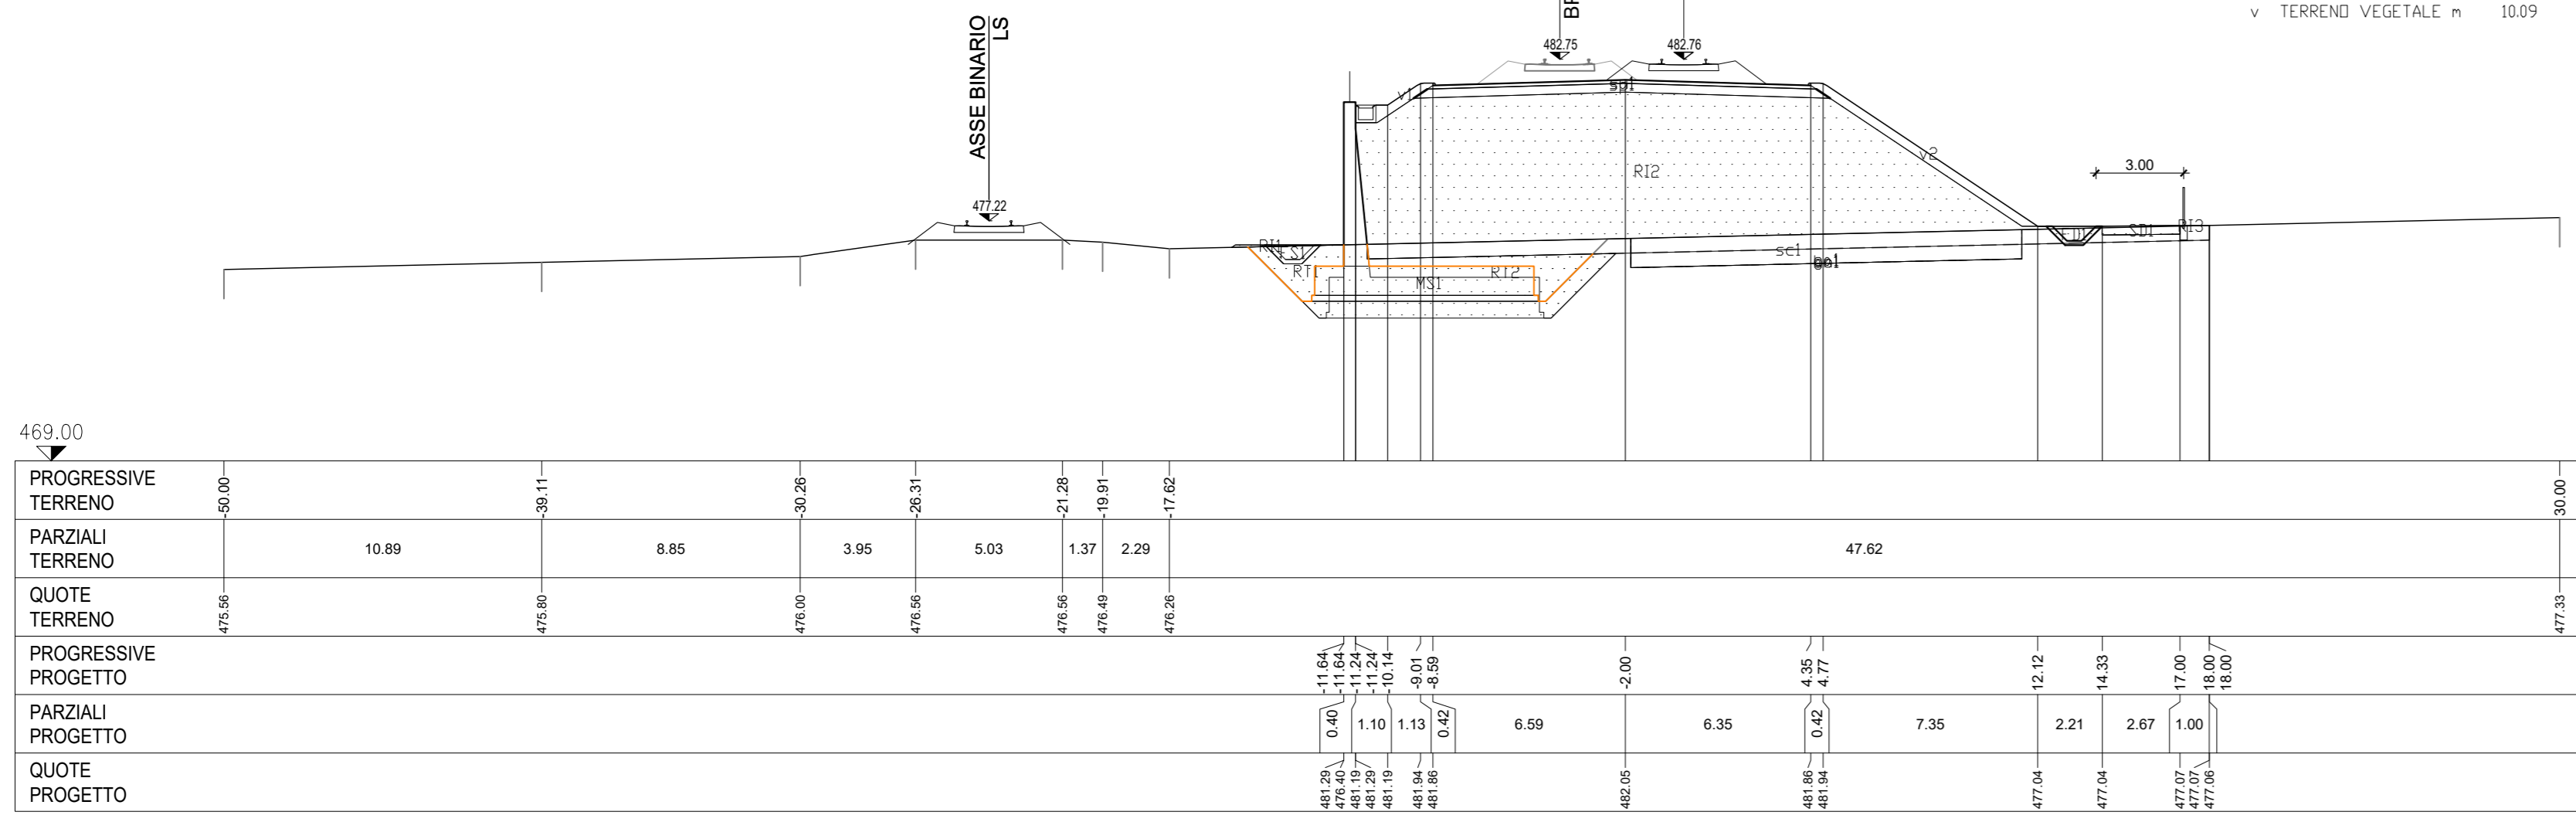 v TERRENO VEGETALE m 10.09
ASSE BINARIO
LS
482.75
482.76
477.22
v1
RI2
v2
3.00
RI3
SD1
RI1
RT1
RT2
MS1
sc1
469.00
PROGRESSIVE
TERRENO
-50.00 -39.11 -30.26 -26.31 -21.28 -19.91 -17.62 30.00
PARZIALI
TERRENO
10.89 8.85 3.95 5.03 1.37 2.29 47.62
QUOTE
TERRENO
475.56 475.80 476.00 476.56 476.56 476.49 476.26 477.33
PROGRESSIVE
PROGETTO
-11.64 -11.64 -11.24 -11.24 -10.14 -9.01 -8.59 -2.00 4.35 4.77 12.12 14.33 17.00 18.00 18.00
PARZIALI
PROGETTO
0.40 1.10 1.13 0.42 6.59 6.35 0.42 7.35 2.21 2.67 1.00
QUOTE
PROGETTO
481.29 476.40 481.19 481.29 481.19 481.94 481.86 482.05 481.86 481.94 477.04 477.04 477.07 477.07 477.06